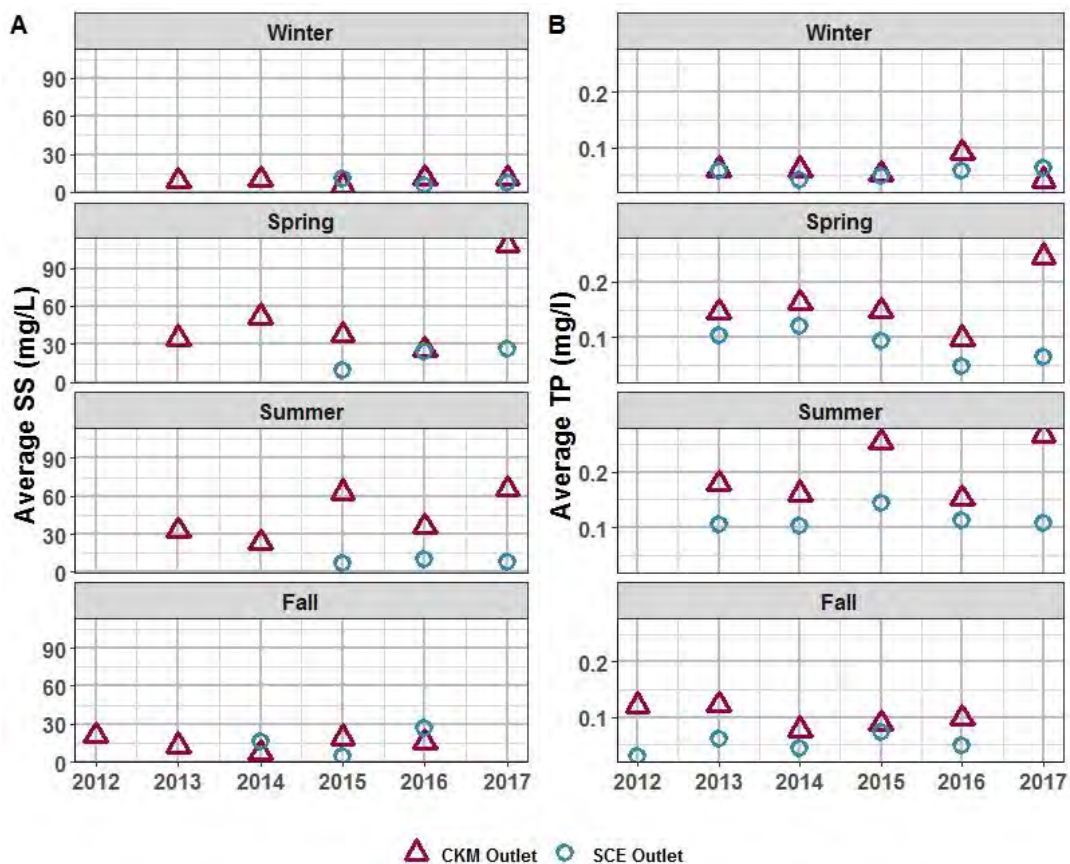 A
Winter
90
60
30
0
Spring
90
60
30
0
Summer
90
60
30
0
Fall
90
60
30
0
2012 2013 2014 2015 2016 2017
Average SS (mg/L)
B
Winter
0.2
0.1
Spring
0.2
0.1
Summer
0.2
0.1
Fall
0.2
0.1
2012 2013 2014 2015 2016 2017
Average TP (mg/l)
CKM Outlet SCE Outlet